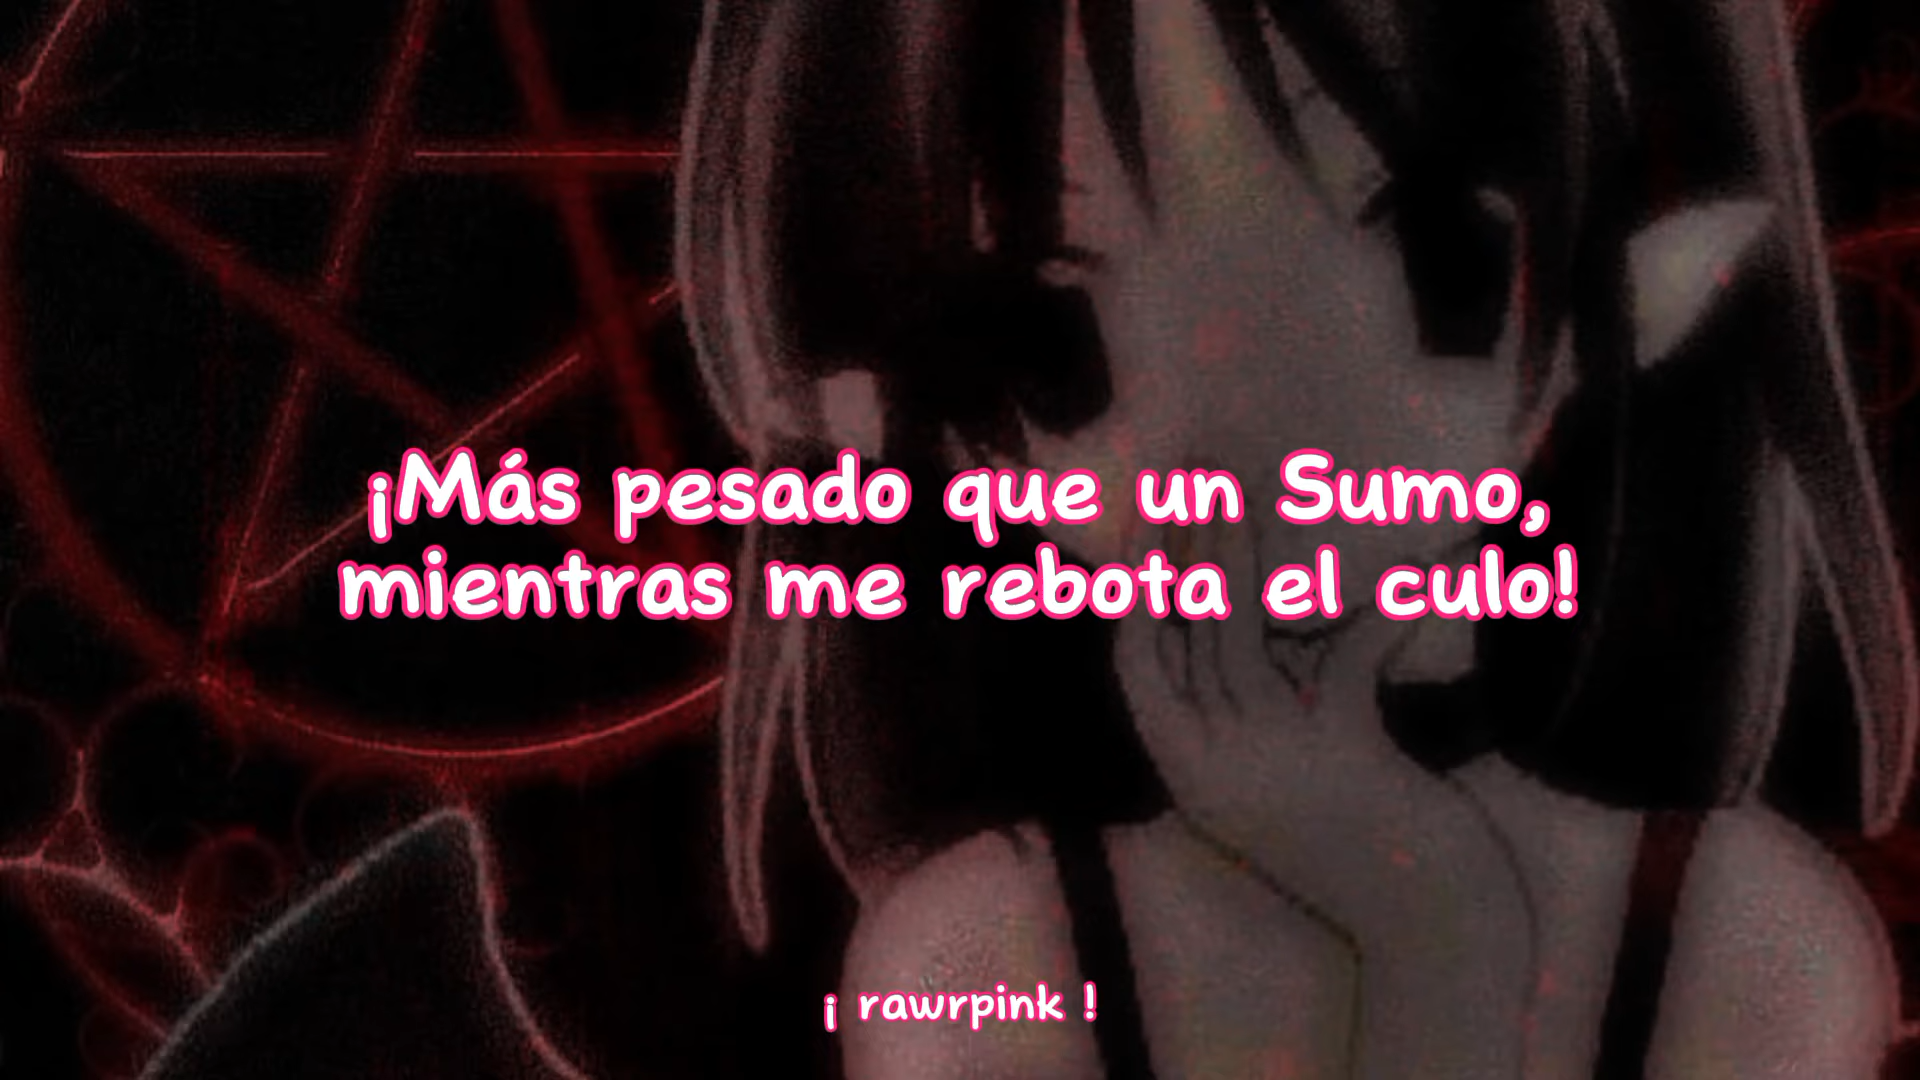 ¡Más pesado que un Sumo,
mientras me rebota el culo!
¡ rawrpink !